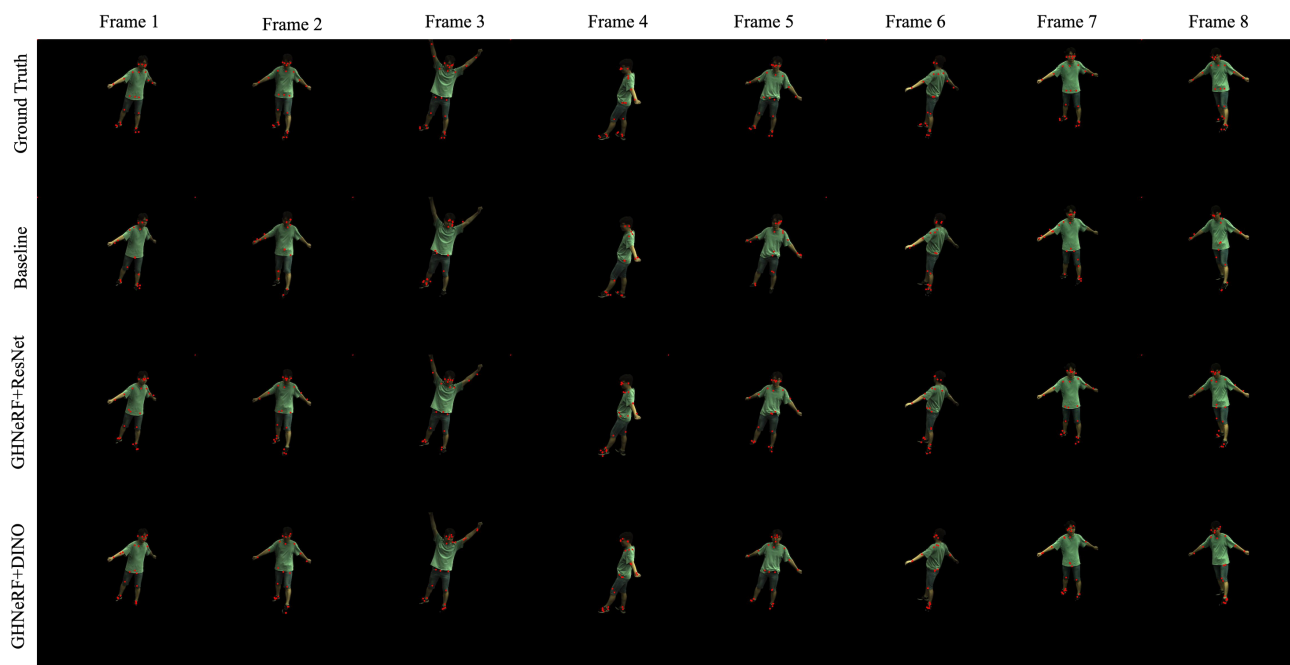 Frame 1
Frame 2
Frame 3
Frame 4
Frame 5
Frame 6
Frame 7
Frame 8
Ground Truth
Baseline
GHNeRF+ResNet
GHNeRF+DINO